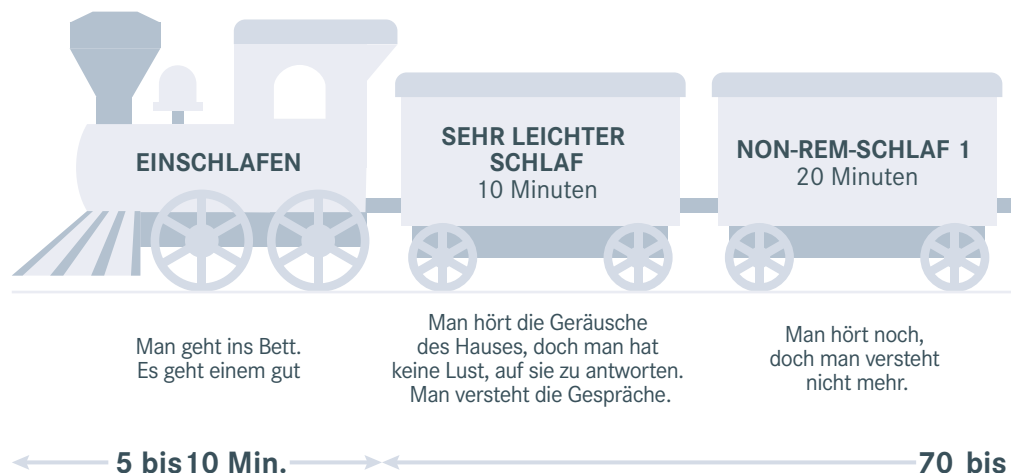 EINSCHLAFEN
SEHR LEICHTER
SCHLAF
10 Minuten
NON-REM-SCHLAF 1
20 Minuten
Man geht ins Bett.
Es geht einem gut
Man hört die Geräusche
des Hauses, doch man hat
keine Lust, auf sie zu antworten.
Man versteht die Gespräche.
Man hört noch,
doch man versteht
nicht mehr.
5 bis 10 Min.
70 bis